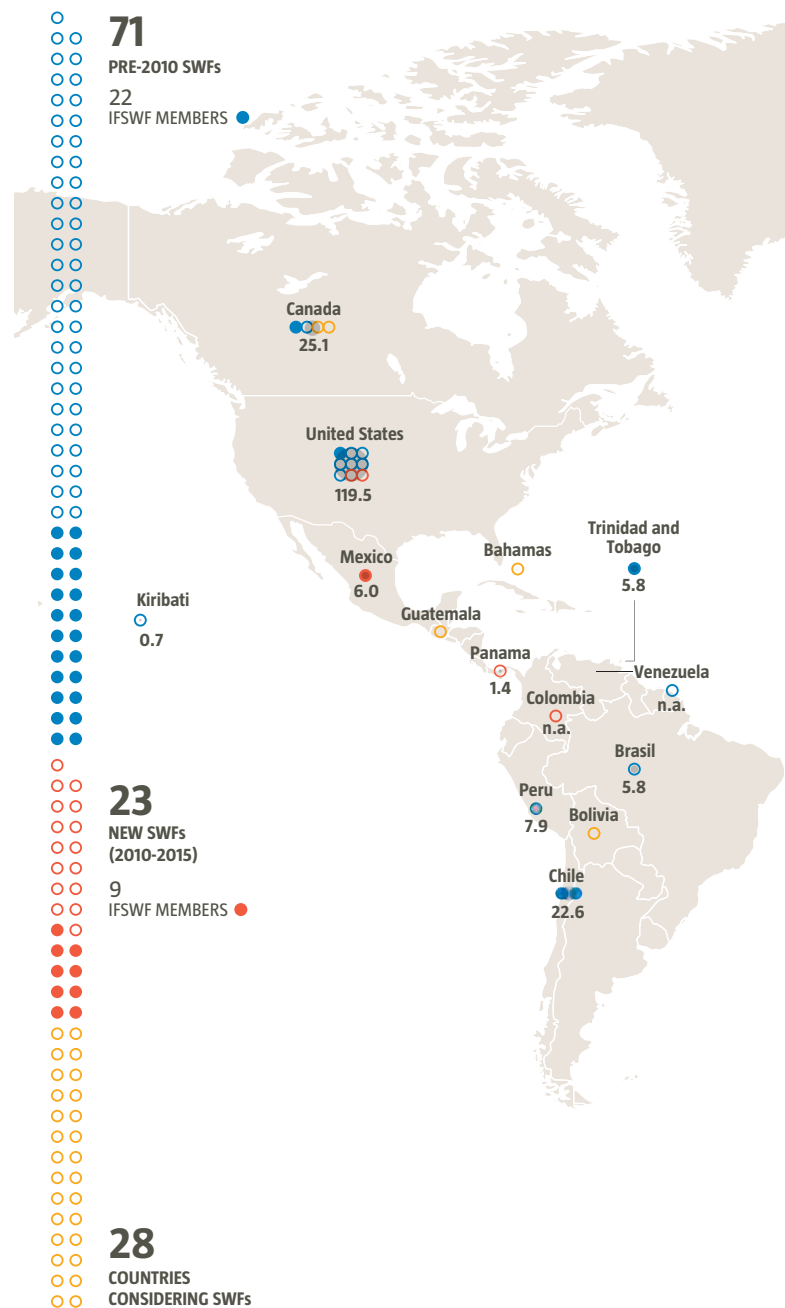 71
PRE-2010 SWFs
22
IFSWF MEMBERS
Canada
25.1
United States
119.5
Mexico
6.0
Bahamas
Trinidad and
Tobago
5.8
Kiribati
0.7
Guatemala
Panama
1.4
Venezuela
n.a.
Colombia
n.a.
Brasil
5.8
Peru
7.9
Bolivia
Chile
22.6
23
NEW SWFs
(2010-2015)
9
IFSWF MEMBERS
28
COUNTRIES
CONSIDERING SWFs